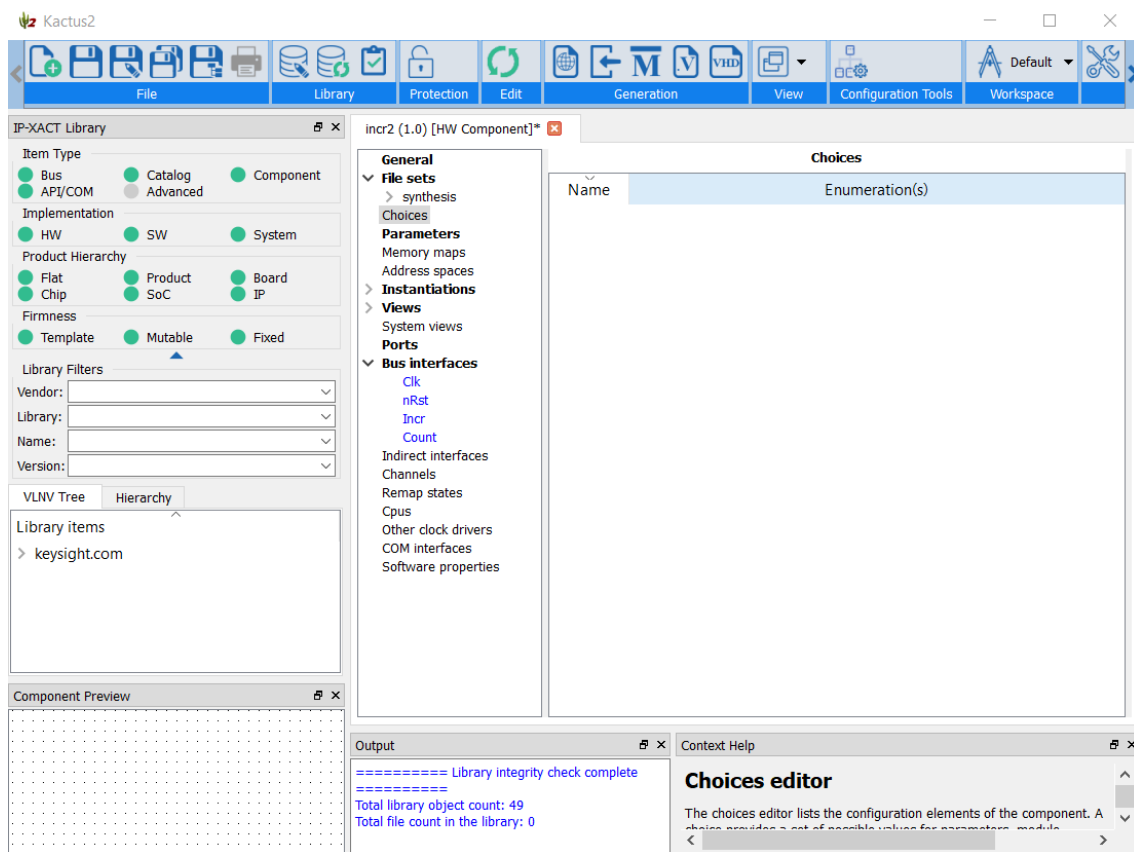 Kactus2
VHD
Default
File
Library
Protection
Edit
Generation
View
Configuration Tools
Workspace
IP-XACT Library
Item Type
Bus Catalog Component
API/COM Advanced
Implementation
HW SW System
Product Hierarchy
Flat Product Board
Chip SoC IP
Firmness
Template Mutable Fixed
Library Filters
Vendor:
Library:
Name:
Version:
VLNV Tree Hierarchy
Library items
keysight.com
Component Preview
incr2 (1.0) [HW Component]*
General
File sets
synthesis
Choices
Parameters
Memory maps
Address spaces
Instantiations
Views
System views
Ports
Bus interfaces
Clk
nRst
Incr
Count
Indirect interfaces
Channels
Remap states
Cpus
Other clock drivers
COM interfaces
Software properties
Choices
Name Enumeration(s)
Output
========== Library integrity check complete
==========
Total library object count: 49
Total file count in the library: 0
Context Help
Choices editor
The choices editor lists the configuration elements of the component. A